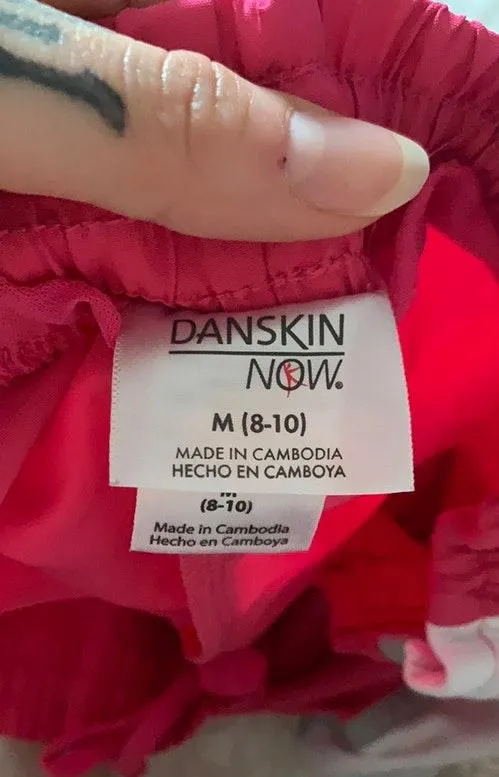 DANSKIN
NOW®
M (8-10)
MADE IN CAMBODIA
HECHO EN CAMBOYA
(8-10)
Made in Cambodia
Hecho en Camboya